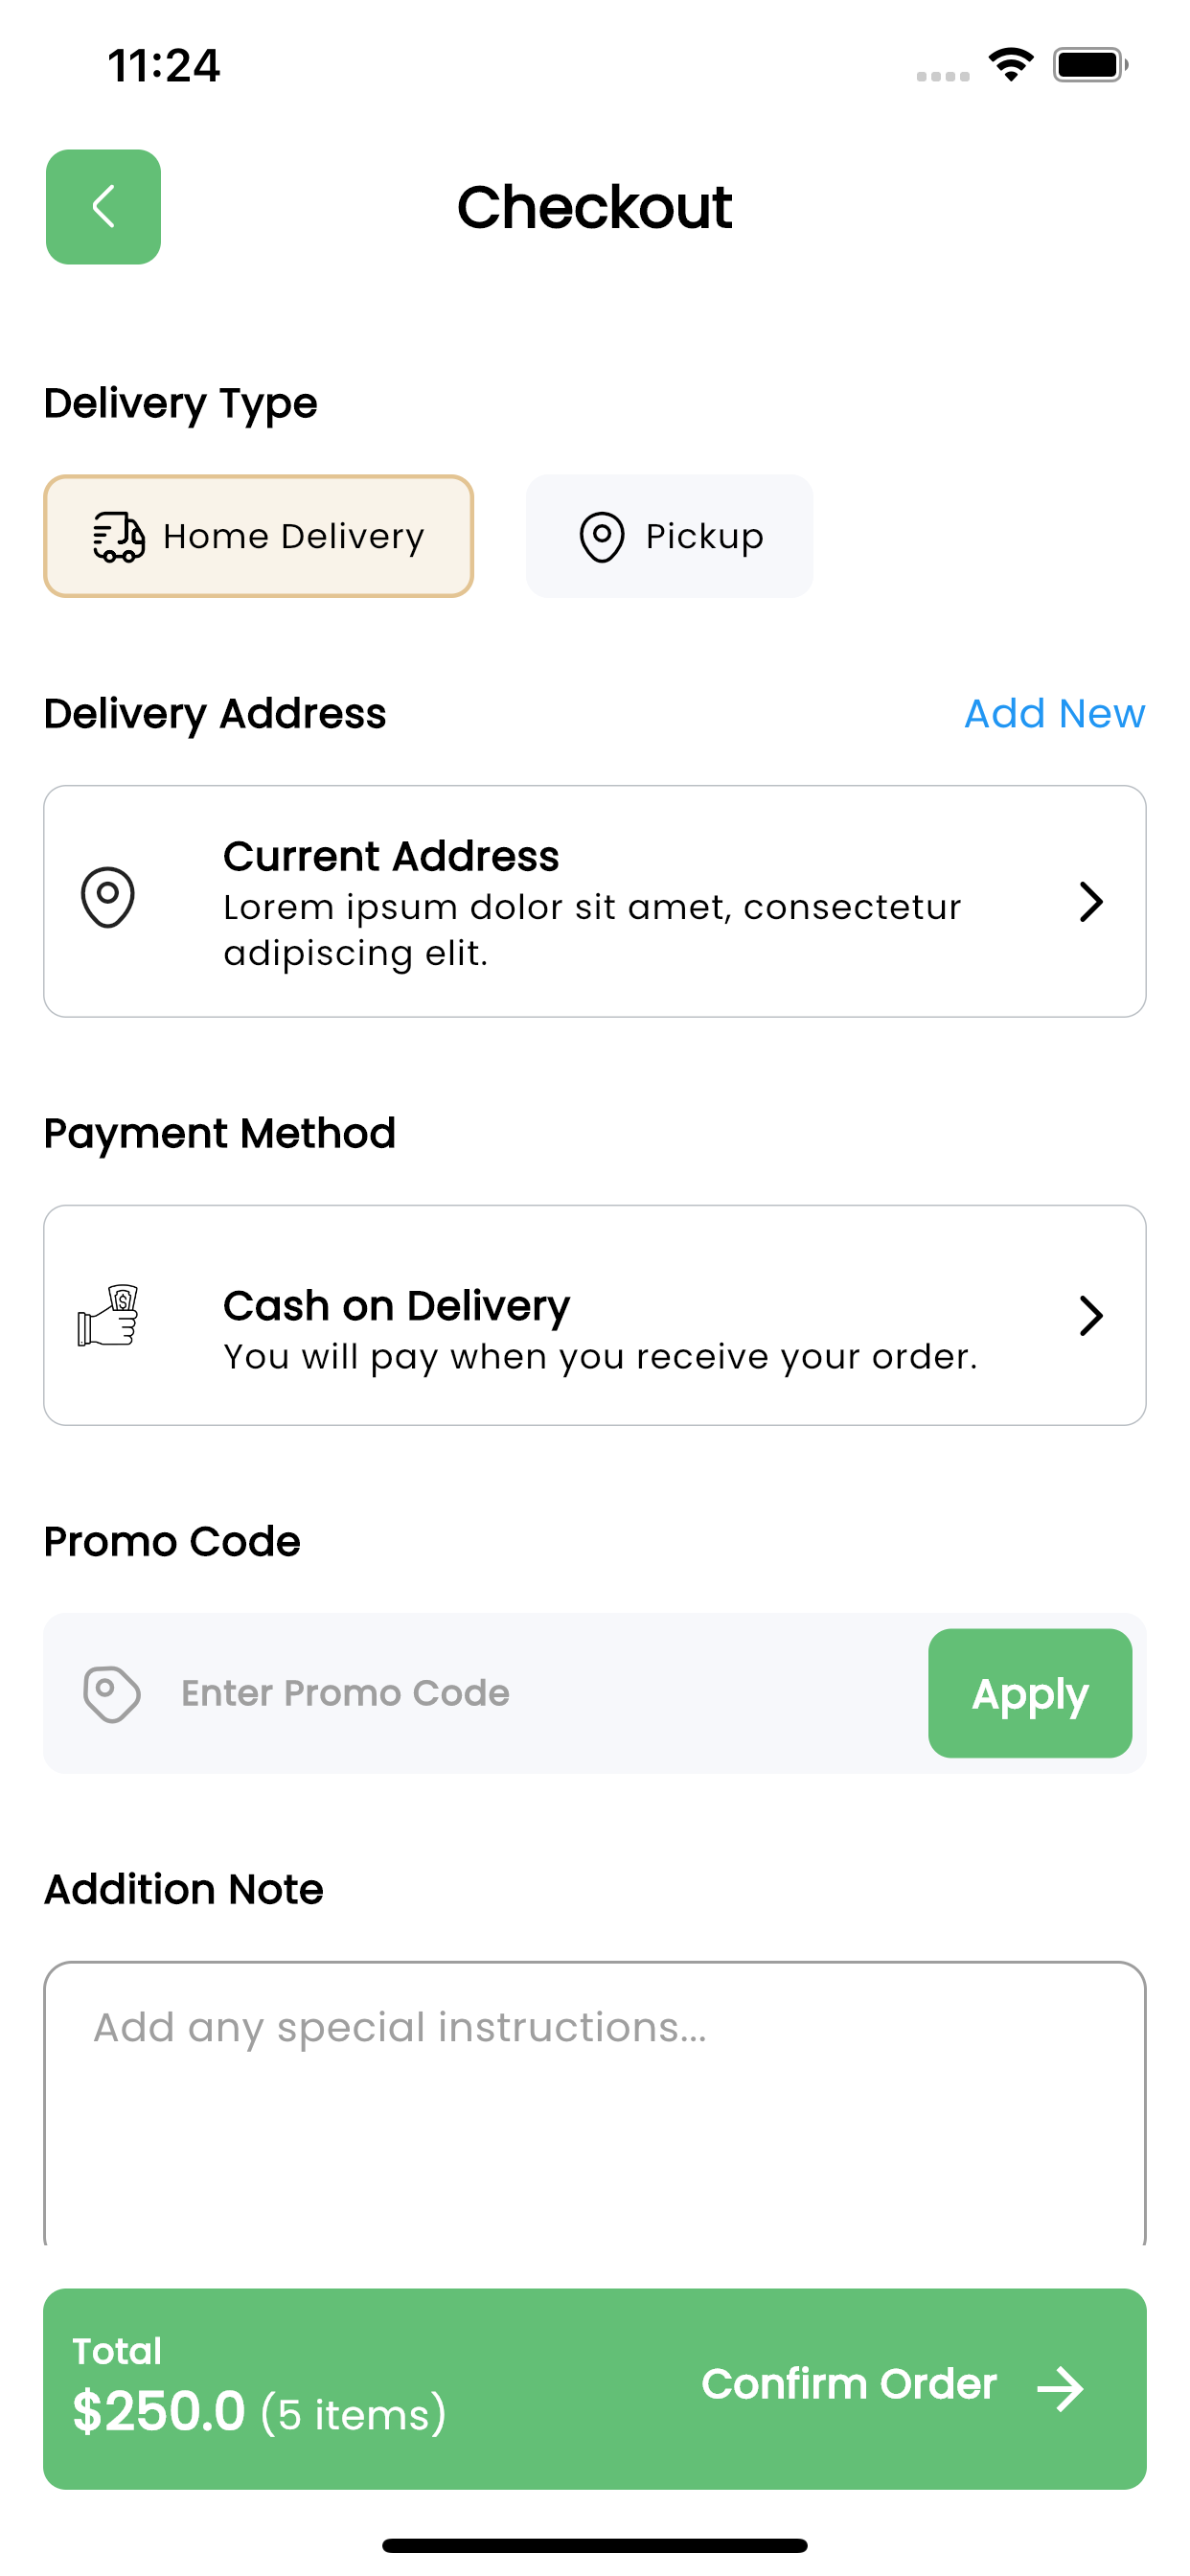 11:24
Checkout
Delivery Type
Home Delivery
Pickup
Delivery Address
Add New
Current Address
Lorem ipsum dolor sit amet, consectetur
adipiscing elit.
Payment Method
Cash on Delivery
You will pay when you receive your order.
Promo Code
Enter Promo Code
Apply
Addition Note
Add any special instructions...
Total
$250.0 (5 items)
Confirm Order